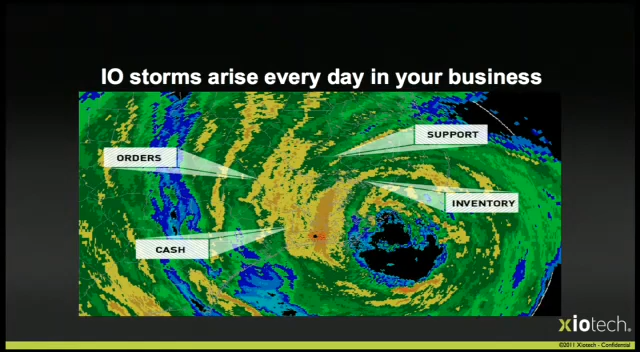 IO storms arise every day in your business
SUPPORT
ORDERS
INVENTORY
CASH
xiotech.
©2011 Xiotech - Confidential